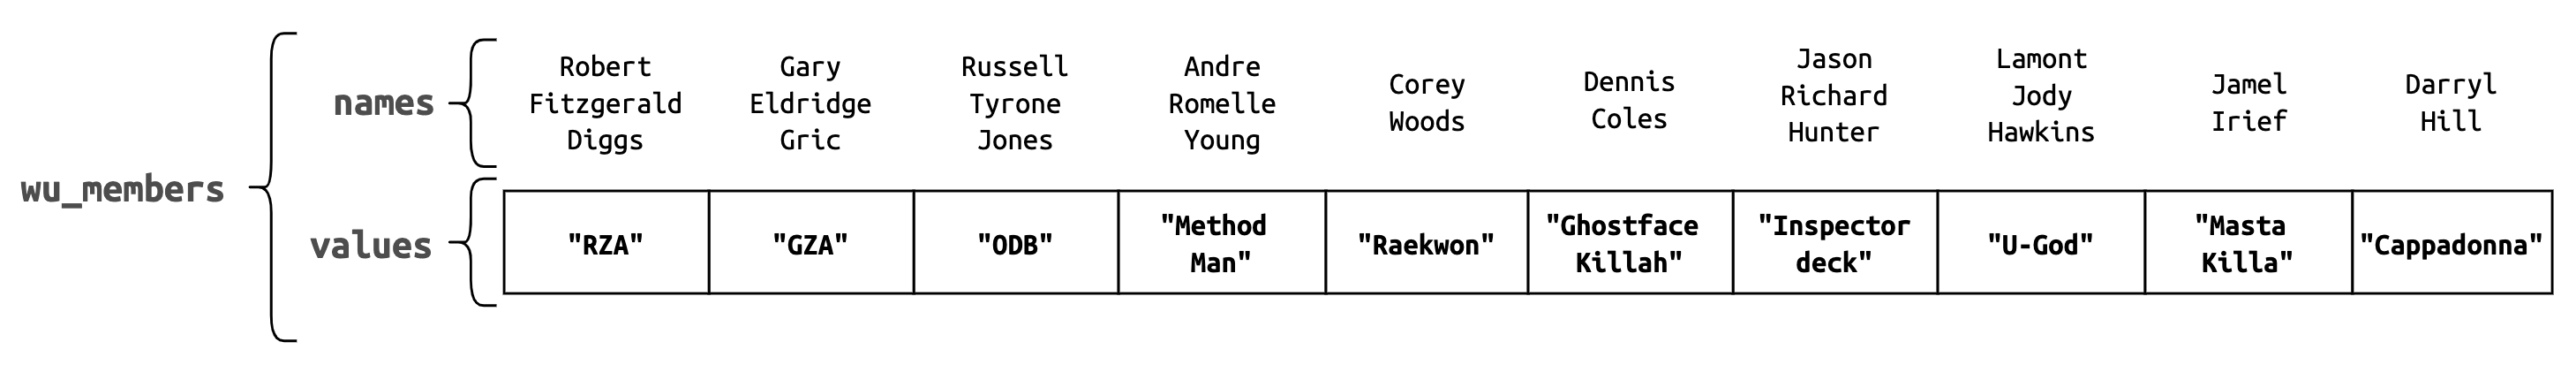 wu_members
names
Robert
Fitzgerald
Diggs
Gary
Eldridge
Gric
Russell
Tyrone
Jones
Andre
Romelle
Young
Corey
Woods
Dennis
Coles
Jason
Richard
Hunter
Lamont
Jody
Hawkins
Jamel
Irief
Darryl
Hill
values
"RZA"
"GZA"
"ODB"
"Method
Man"
"Raekwon"
"Ghostface
Killah"
"Inspector
deck"
"U-God"
"Masta
Killa"
"Cappadonna"